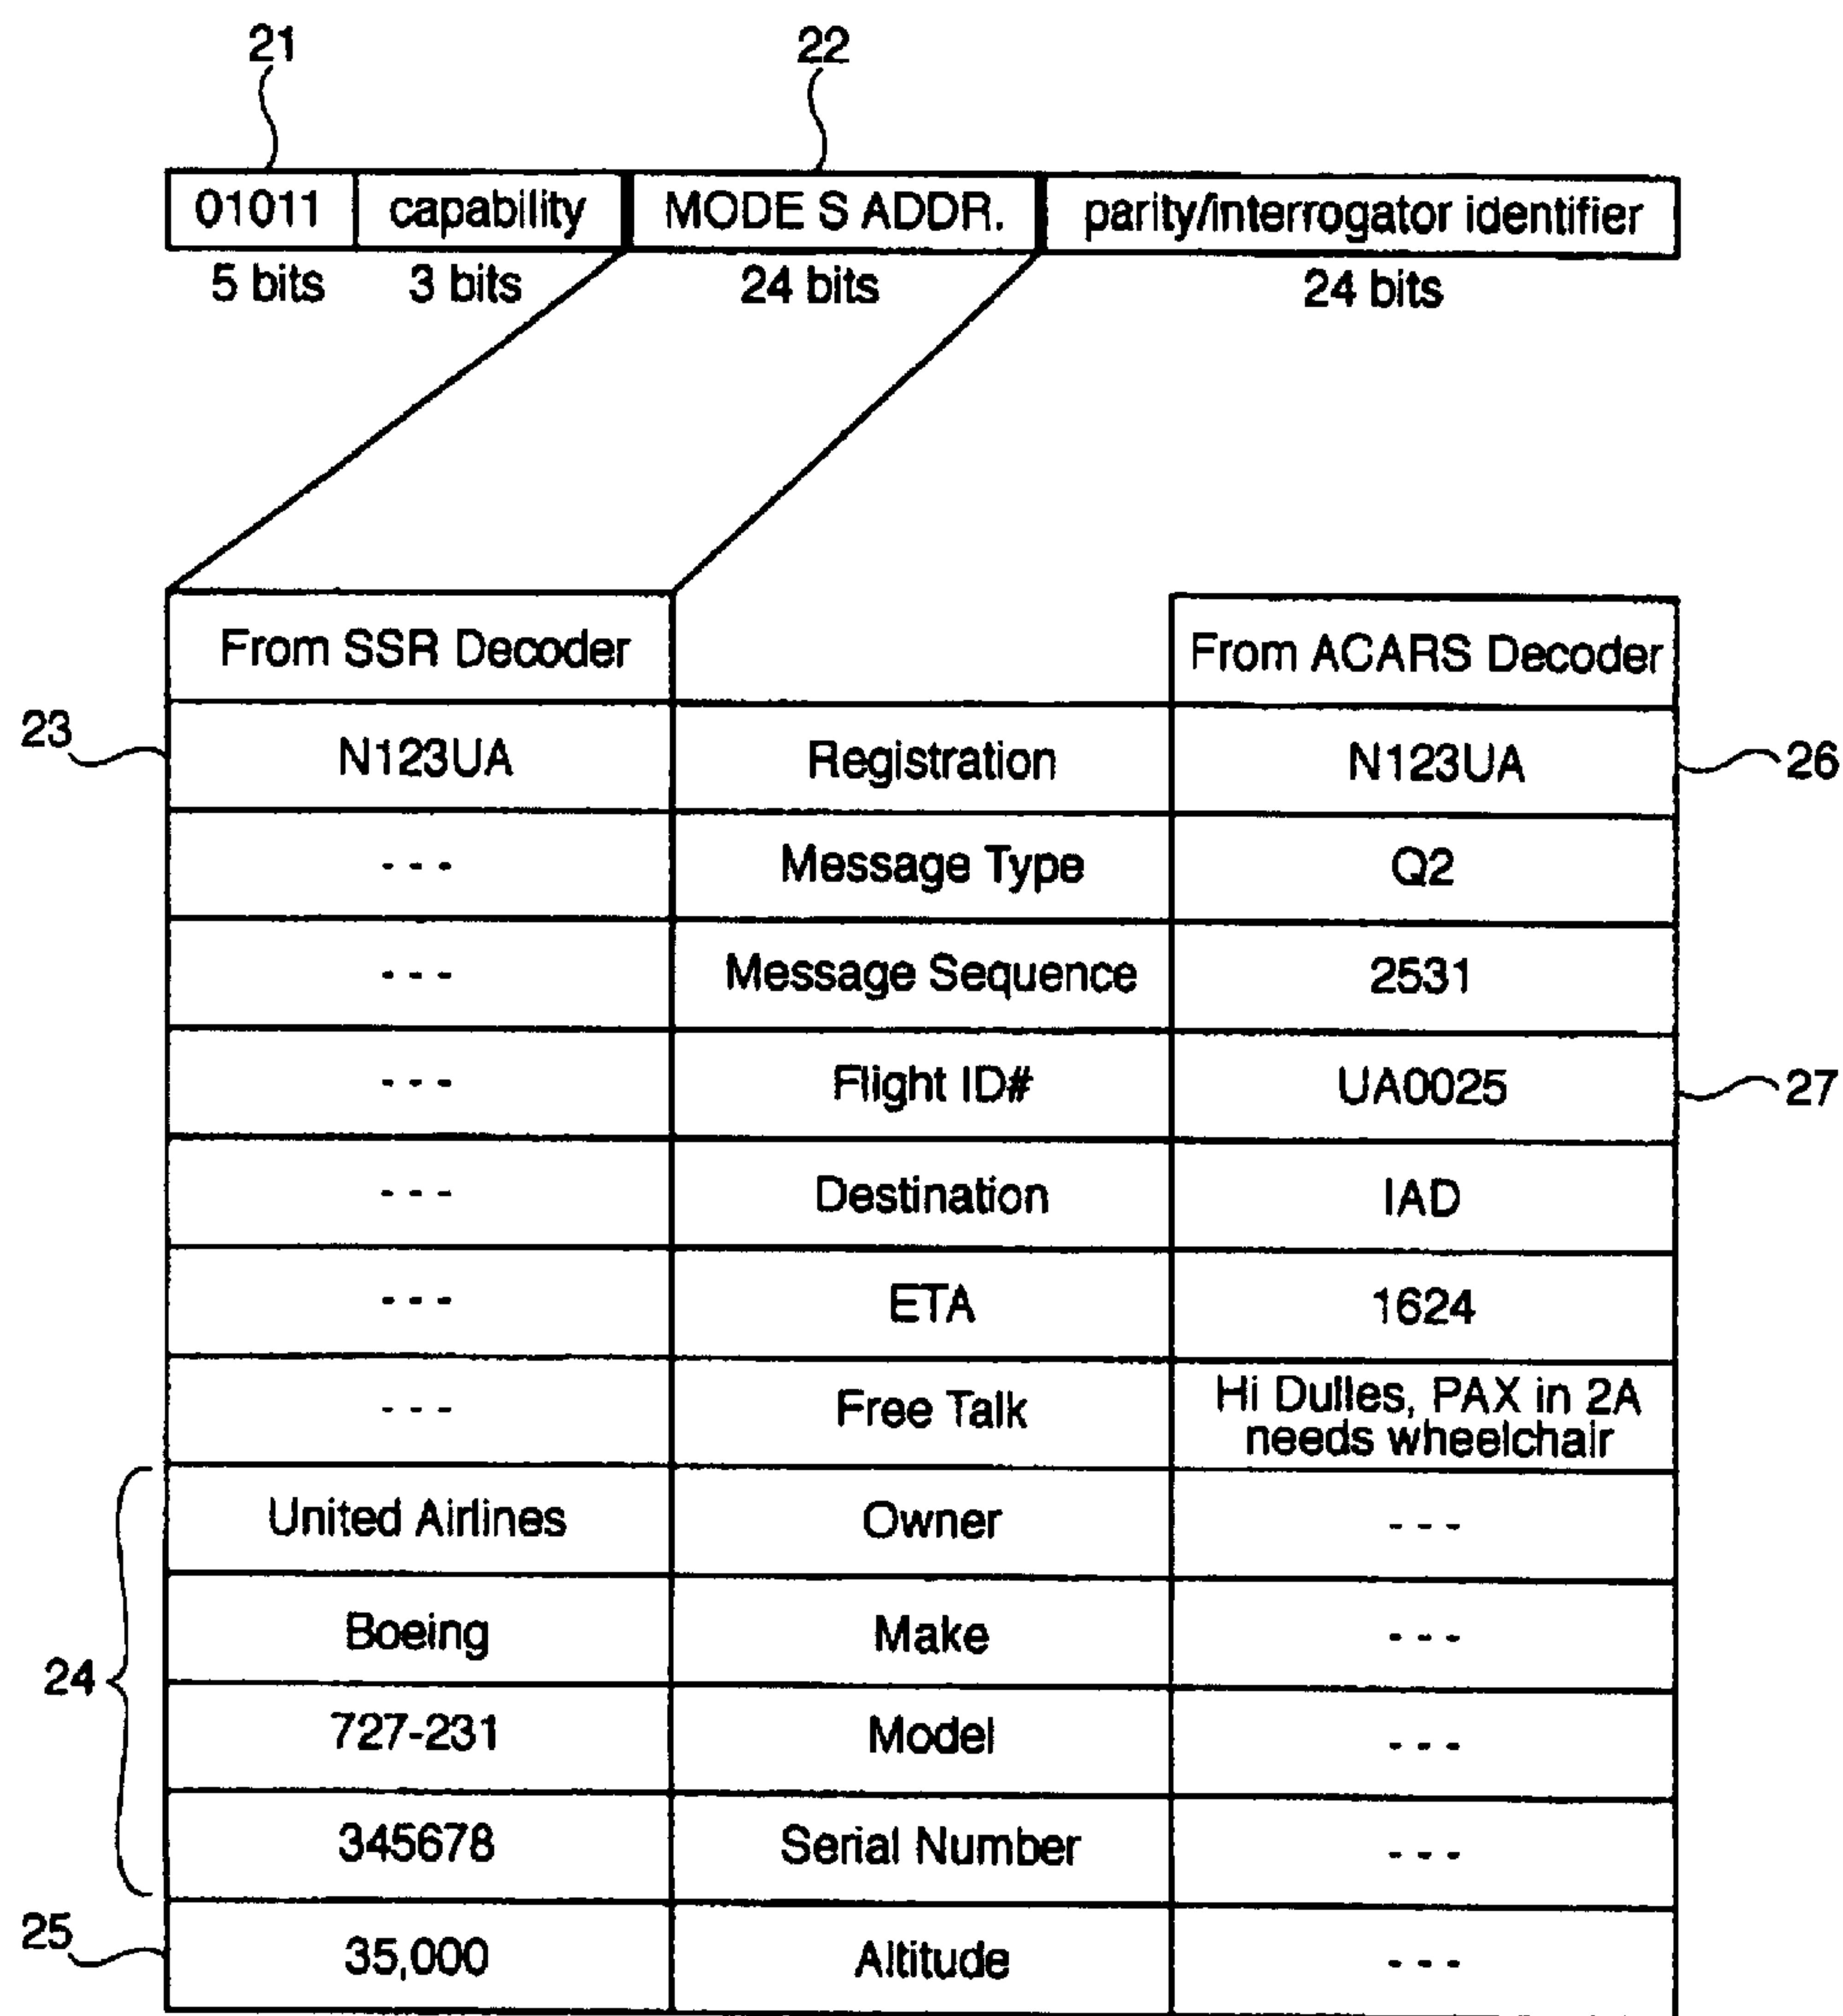 21 22
01011 capability MODE S ADDR. parity/interrogator identifier
5 bits 3 bits 24 bits 24 bits
From SSR Decoder From ACARS Decoder
23 N123UA Registration N123UA 26
--- Message Type Q2
--- Message Sequence 2531
--- Flight ID# UA0025 27
--- Destination IAD
--- ETA 1624
--- Free Talk Hi Dulles, PAX in 2A
needs wheelchair
United Airlines Owner ---
Boeing Make ---
24
727-231 Model ---
345678 Serial Number ---
25 35,000 Altitude ---